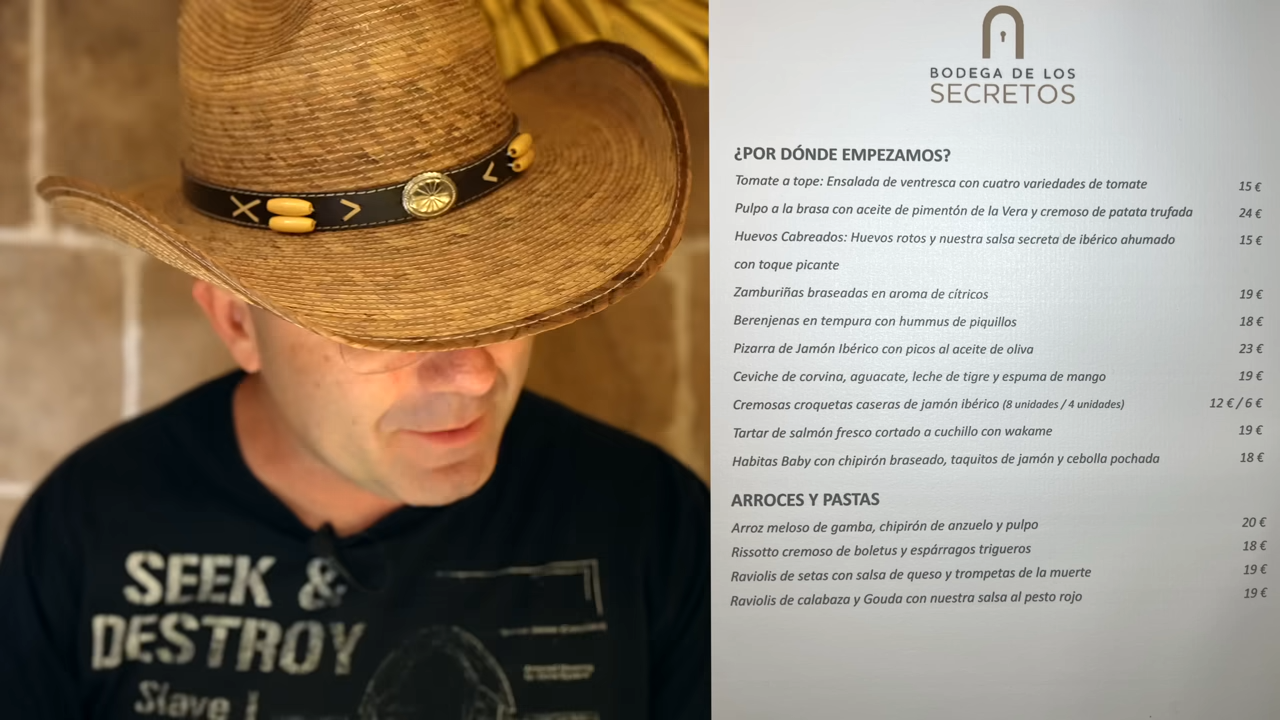 SEEK &
DESTROY
Slave
BODEGA DE LOS
SECRETOS
¿POR DÓNDE EMPEZAMOS?
Tomate a tope: Ensalada de ventresca con cuatro variedades de tomate 15 €
Pulpo a la brasa con aceite de pimentón de la Vera y cremoso de patata trufada 24 €
Huevos Cabreados: Huevos rotos y nuestra salsa secreta de ibérico ahumado 15 €
con toque picante
Zamburiñas braseadas en aroma de cítricos 19 €
Berenjenas en tempura con hummus de piquillos 18 €
Pizarra de Jamón Ibérico con picos al aceite de oliva 23 €
Ceviche de corvina, aguacate, leche de tigre y espuma de mango 19 €
Cremosas croquetas caseras de jamón ibérico (8 unidades / 4 unidades) 12 € / 6 €
Tartar de salmón fresco cortado a cuchillo con wakame 19 €
Habitas Baby con chipirón braseado, taquitos de jamón y cebolla pochada 18 €
ARROCES Y PASTAS
Arroz meloso de gamba, chipirón de anzuelo y pulpo 20 €
Rissotto cremoso de boletus y espárragos trigueros 18 €
Raviolis de setas con salsa de queso y trompetas de la muerte 19 €
Raviolis de calabaza y Gouda con nuestra salsa al pesto rojo 19 €